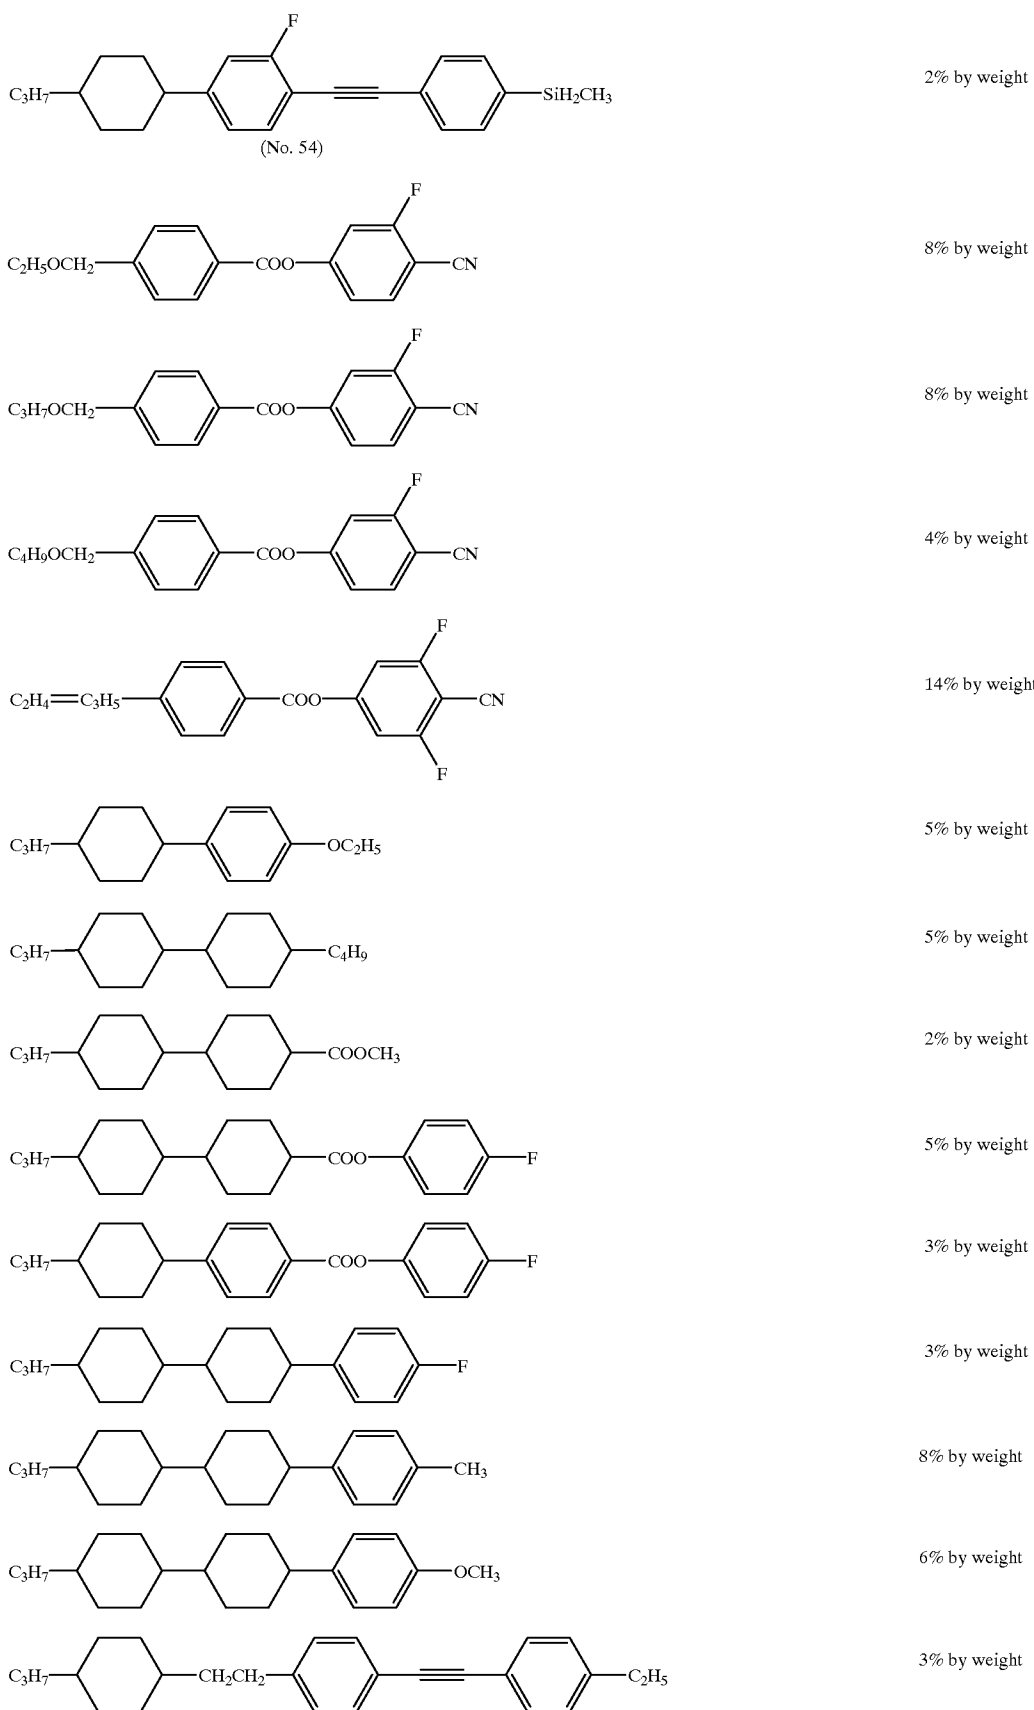 F
C₃H₇ SiH₂CH₃ 2% by weight
(No. 54)
F
C₂H₅OCH₂ COO CN 8% by weight
F
C₃H₇OCH₂ COO CN 8% by weight
F
C₄H₉OCH₂ COO CN 4% by weight
F
C₂H₄ C₃H₅ COO CN 14% by weight
F
C₃H₇ OC₂H₅ 5% by weight
C₃H₇ C₄H₉ 5% by weight
C₃H₇ COOCH₃ 2% by weight
C₃H₇ COO F 5% by weight
C₃H₇ COO F 3% by weight
C₃H₇ F 3% by weight
C₃H₇ CH₃ 8% by weight
C₃H₇ OCH₃ 6% by weight
C₃H₇ CH₂CH₂ C₂H₅ 3% by weight